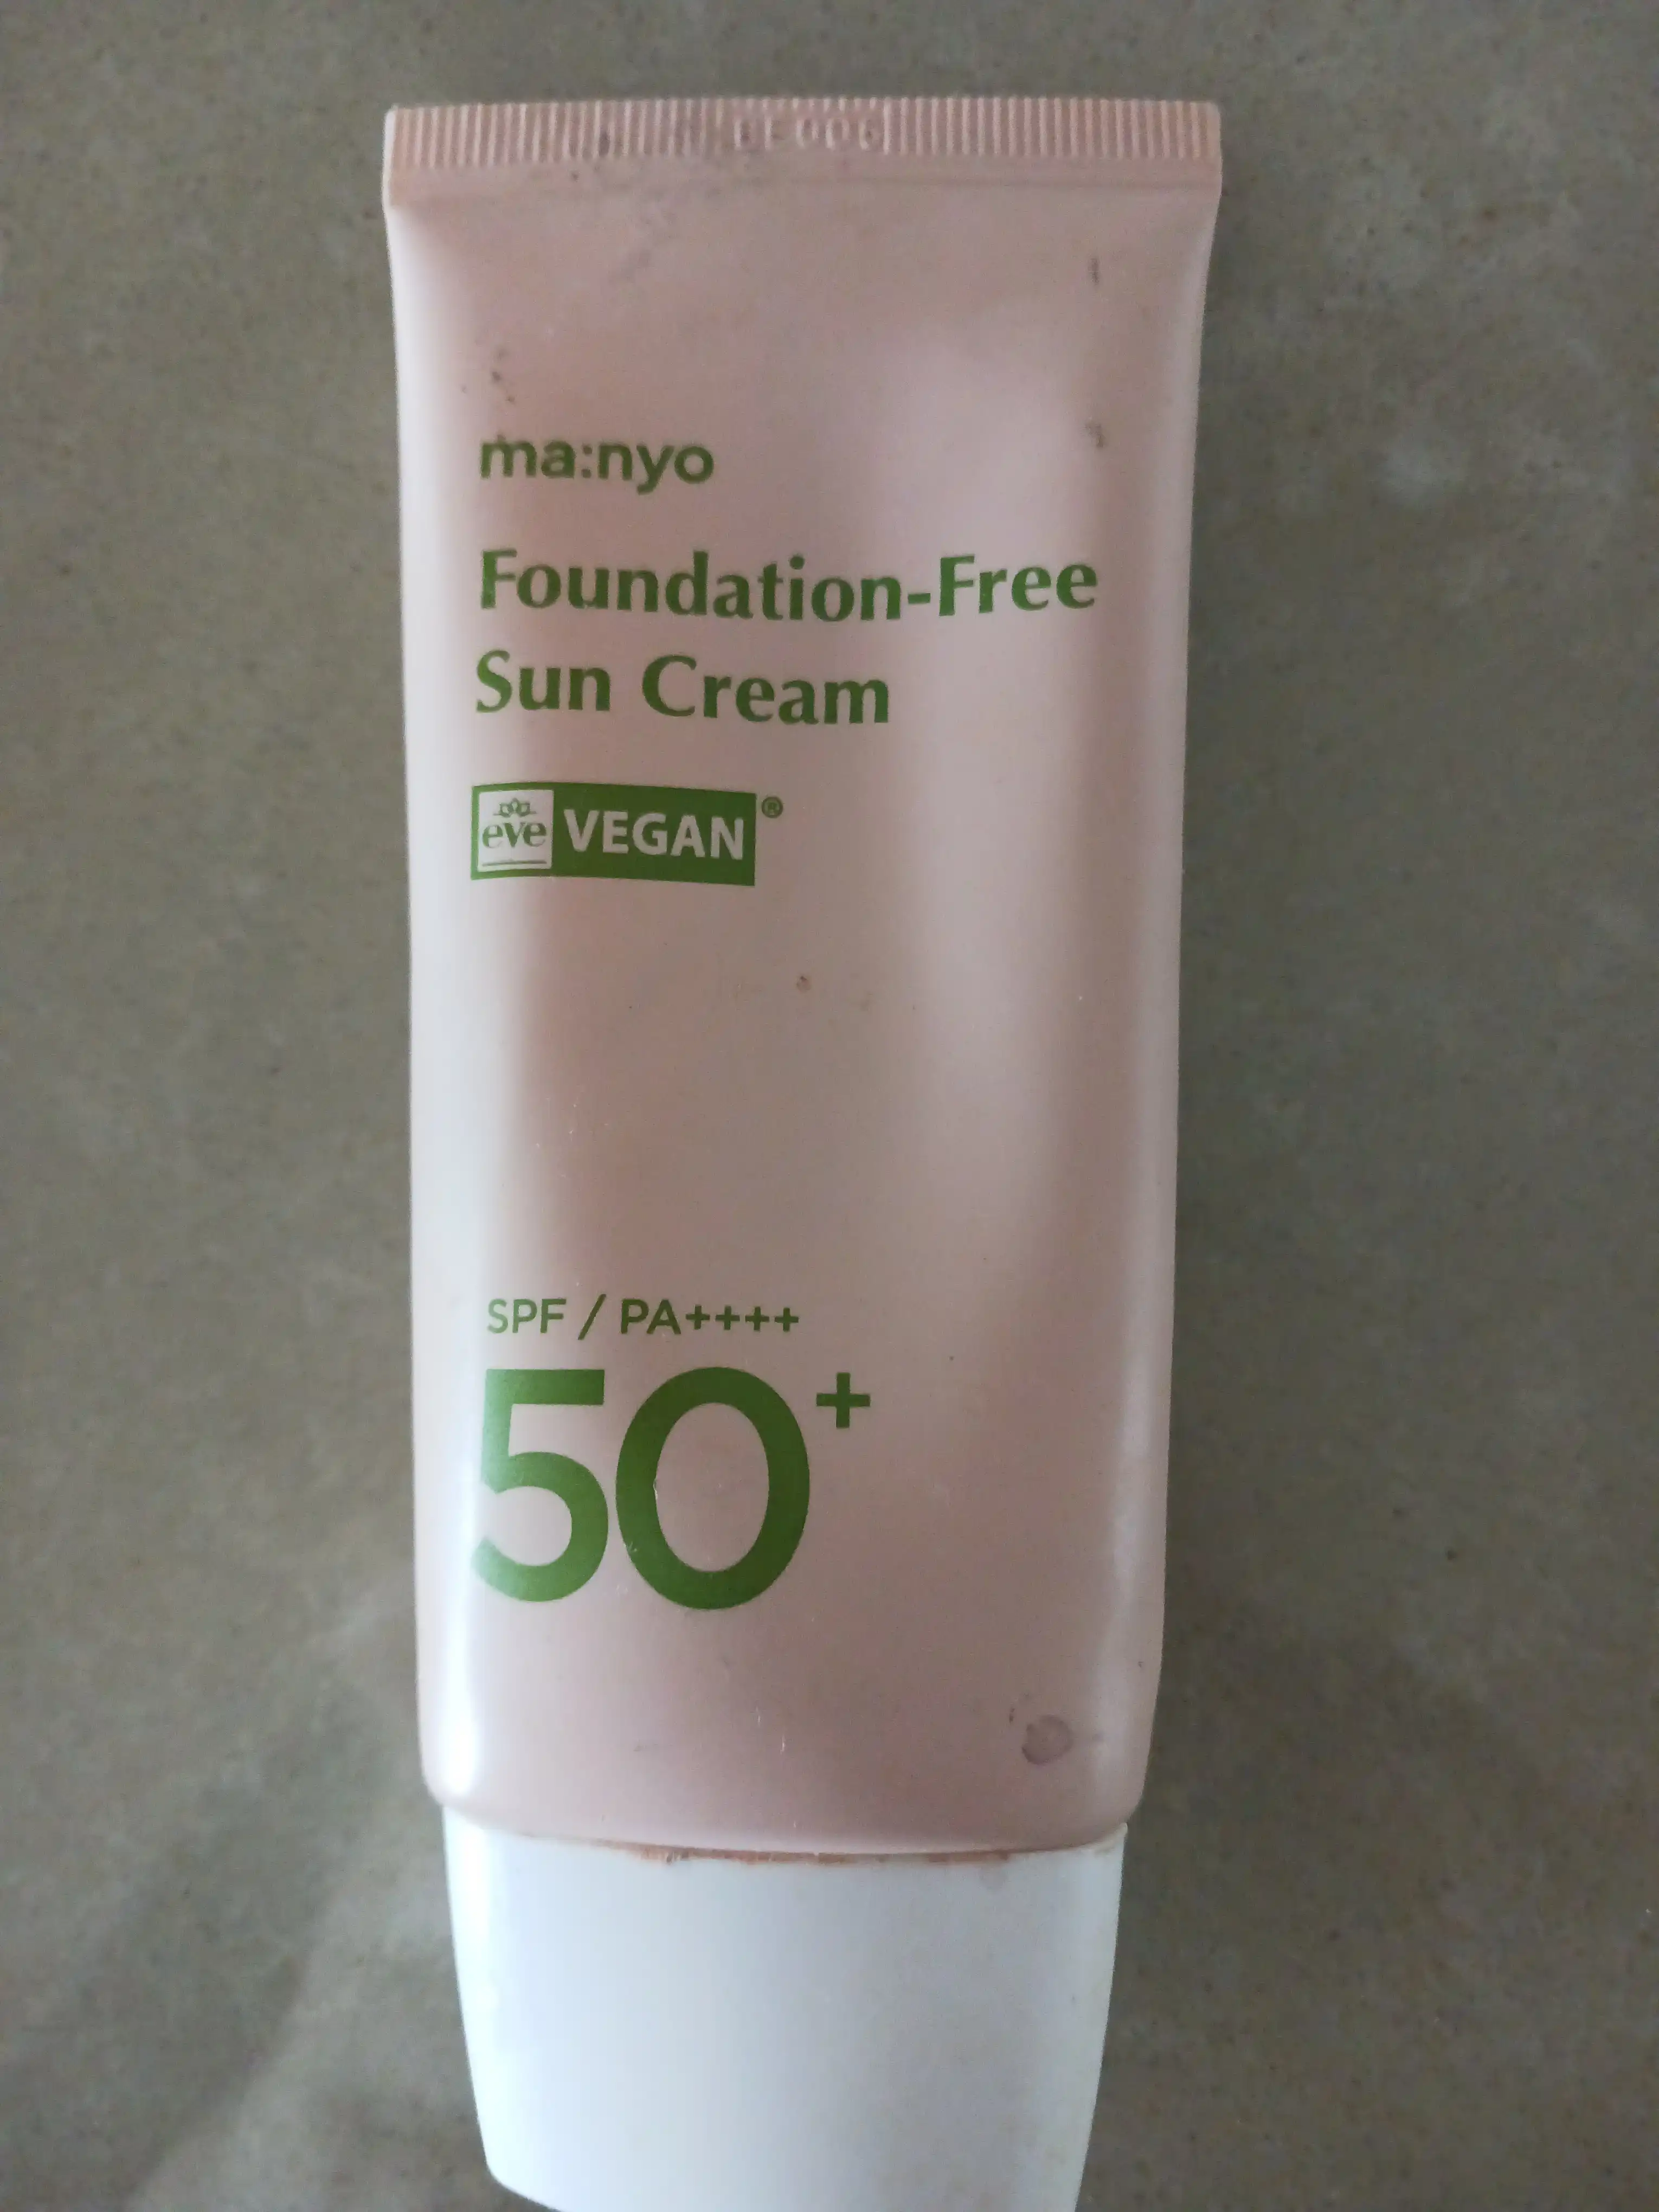 ma:nyo
Foundation-Free
Sun Cream
eve VEGAN®
SPF / PA++++
50+